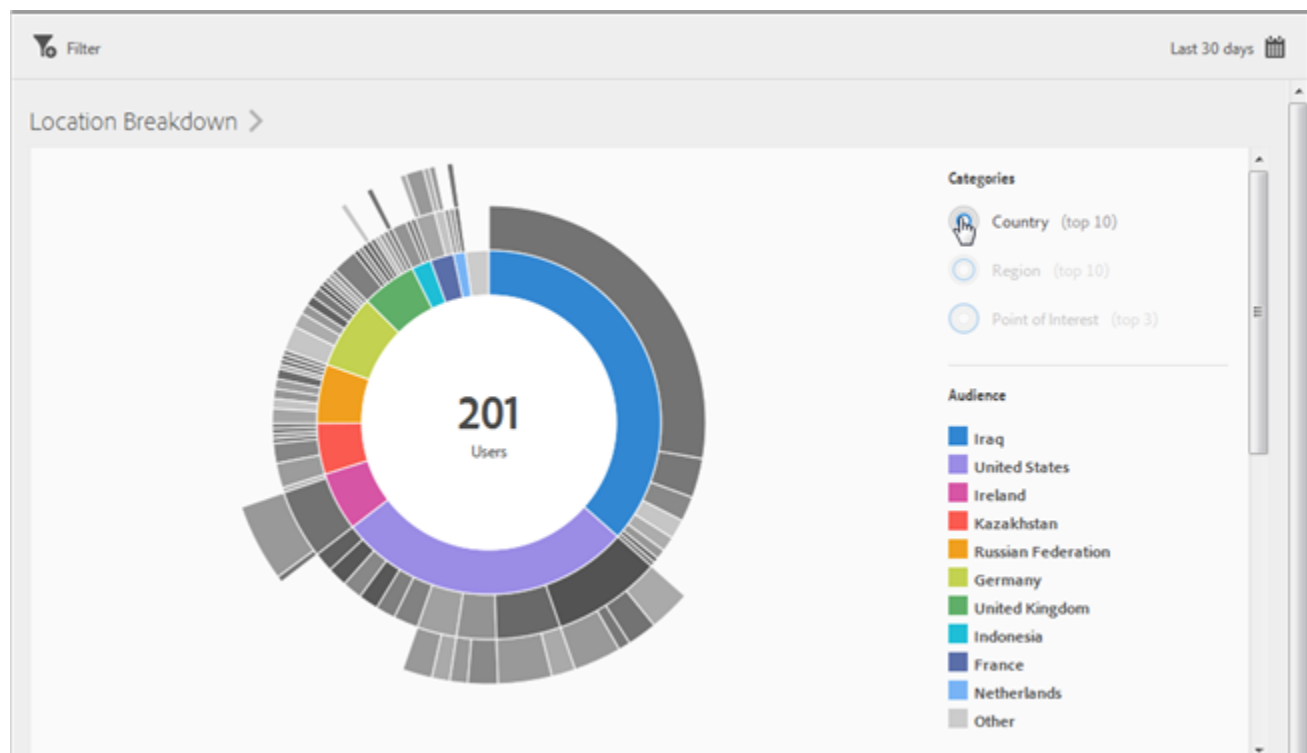 Filter
Last 30 days
Location Breakdown
201
Users
Categories
Country (top 10)
Region (top 10)
Point of Interest (top 3)
Audience
Iraq
United States
Ireland
Kazakhstan
Russian Federation
Germany
United Kingdom
Indonesia
France
Netherlands
Other